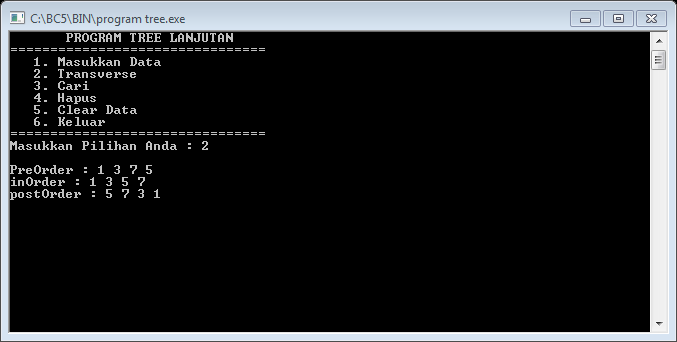 C:\BC5\BIN\program tree.exe
PROGRAM TREE LANJUTAN
================================
1. Masukkan Data
2. Transverse
3. Cari
4. Hapus
5. Clear Data
6. Keluar
================================
Masukkan Pilihan Anda : 2
PreOrder : 1 3 7 5
inOrder : 1 3 5 7
postOrder : 5 7 3 1